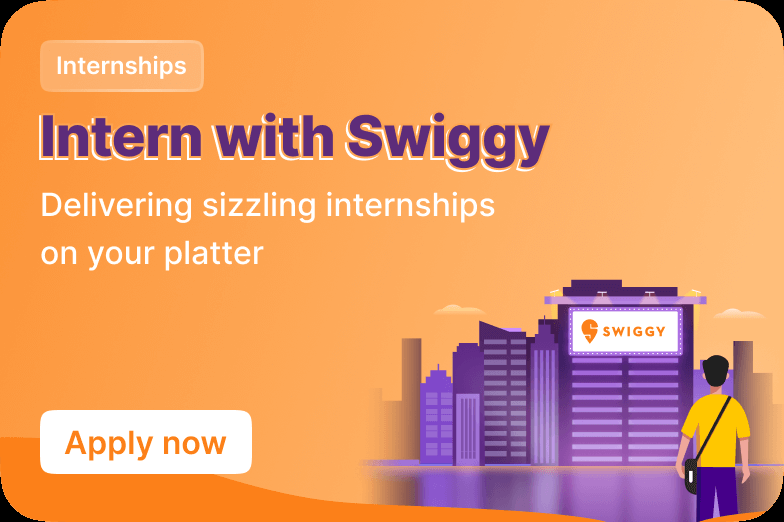 Internships
Intern with Swiggy
Delivering sizzling internships
on your platter
SWIGGY
Apply now